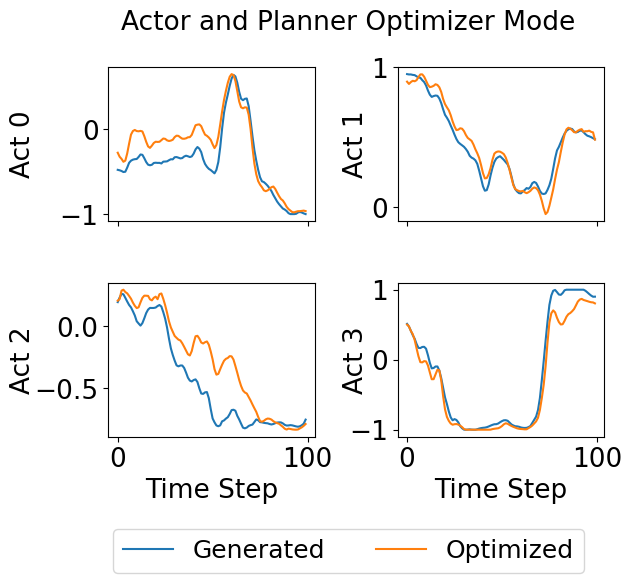 Actor and Planner Optimizer Mode
Act 0
0
−1
Act 1
1
0
Act 2
0.0
−0.5
0
100
Time Step
Act 3
1
0
−1
0
100
Time Step
Generated
Optimized